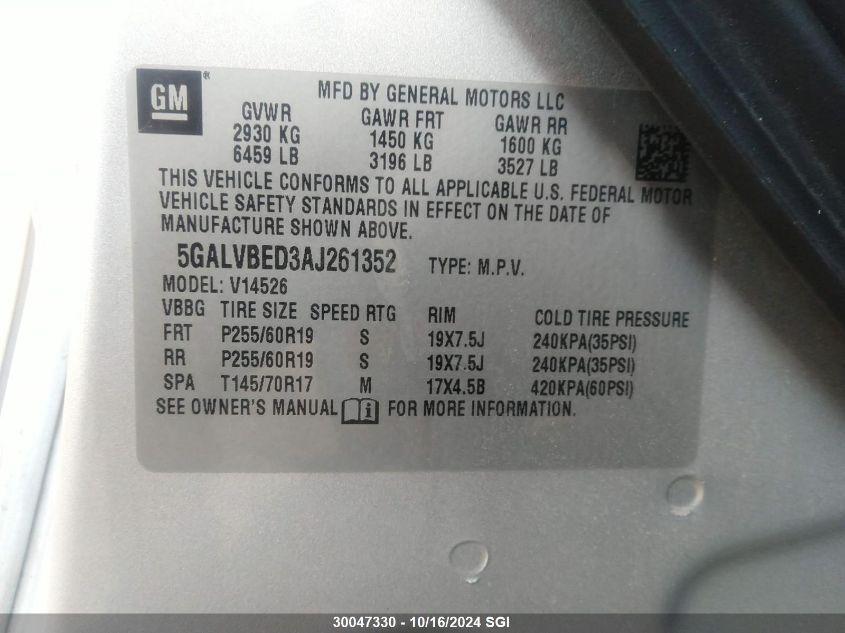 GM®
MFD BY GENERAL MOTORS LLC
GVWR GAWR FRT GAWR RR
2930 KG 1450 KG 1600 KG
6459 LB 3196 LB 3527 LB
THIS VEHICLE CONFORMS TO ALL APPLICABLE U.S. FEDERAL MOTOR
VEHICLE SAFETY STANDARDS IN EFFECT ON THE DATE OF
MANUFACTURE SHOWN ABOVE.
5GALVBED3AJ261352 TYPE: M.P.V.
MODEL: V14526
VBBG TIRE SIZE SPEED RTG RIM COLD TIRE PRESSURE
FRT P255/60R19 S 19X7.5J 240KPA(35PSI)
RR P255/60R19 S 19X7.5J 240KPA(35PSI)
SPA T145/70R17 M 17X4.5B 420KPA(60PSI)
SEE OWNER'S MANUAL i FOR MORE INFORMATION.
30047330 - 10/16/2024 SGI